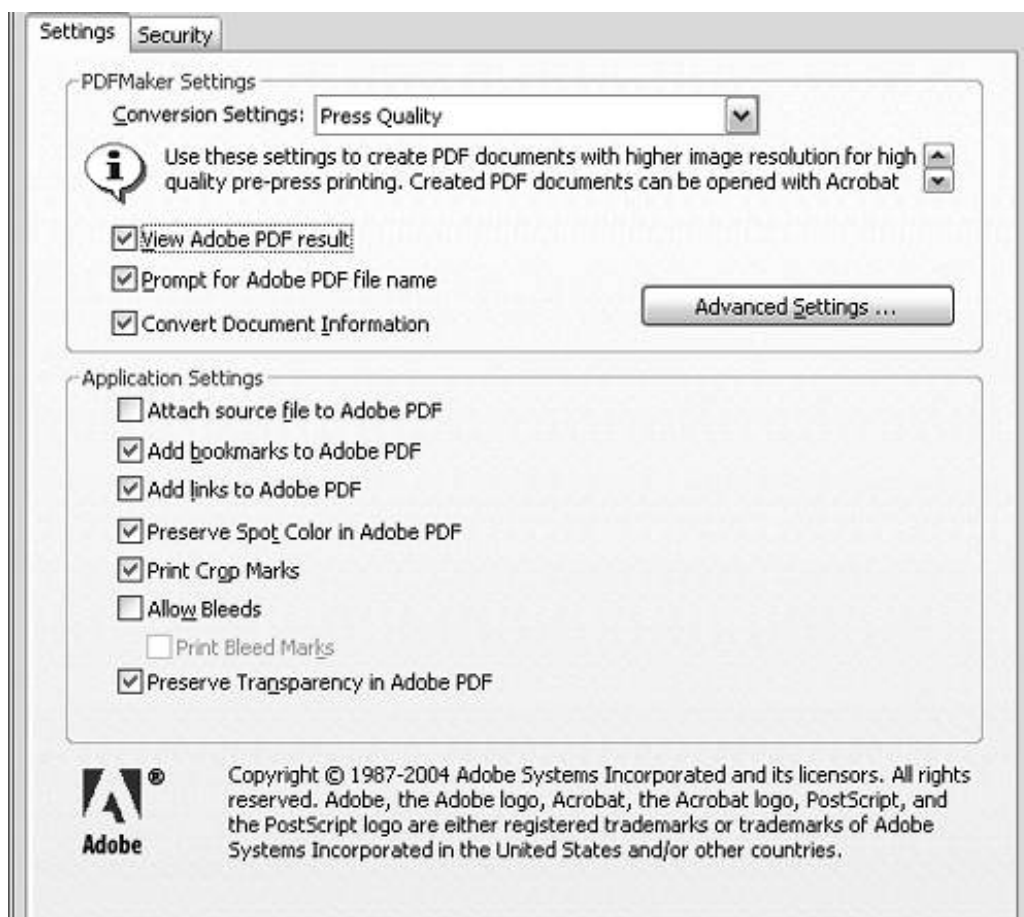 Settings
Security
PDFMaker Settings
Conversion Settings: Press Quality
Use these settings to create PDF documents with higher image resolution for high
quality pre-press printing. Created PDF documents can be opened with Acrobat
View Adobe PDF result
Prompt for Adobe PDF file name
Convert Document Information
Advanced Settings ...
Application Settings
Attach source file to Adobe PDF
Add bookmarks to Adobe PDF
Add links to Adobe PDF
Preserve Spot Color in Adobe PDF
Print Crop Marks
Allow Bleeds
Print Bleed Marks
Preserve Transparency in Adobe PDF
®
Adobe
Copyright © 1987-2004 Adobe Systems Incorporated and its licensors. All rights
reserved. Adobe, the Adobe logo, Acrobat, the Acrobat logo, PostScript, and
the PostScript logo are either registered trademarks or trademarks of Adobe
Systems Incorporated in the United States and/or other countries.